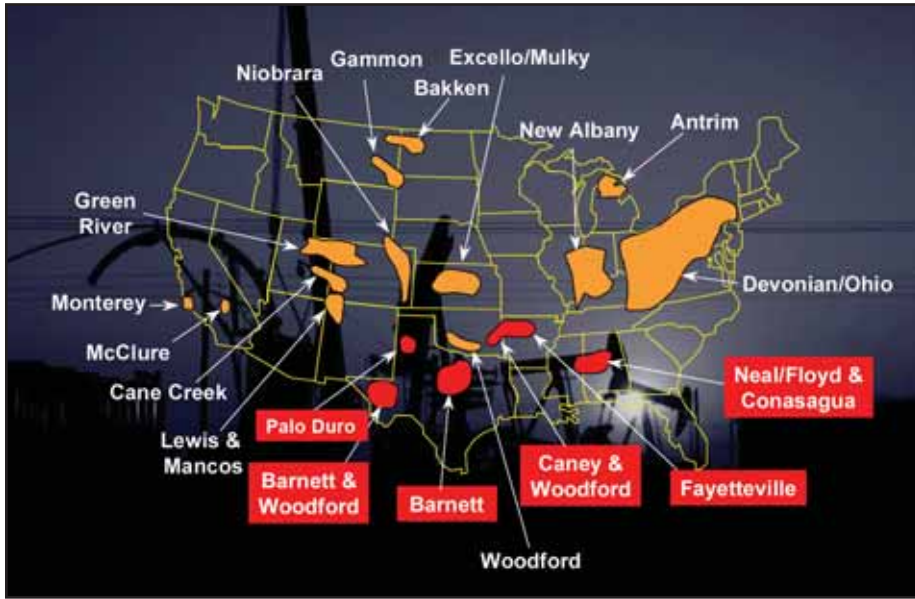 Gammon
Excello/Mulky
Niobrara
Bakken
New Albany
Antrim
Green
River
Devonian/Ohio
Monterey
McClure
Cane Creek
Neal/Floyd &
Conasagua
Palo Duro
Lewis &
Mancos
Barnett &
Woodford
Barnett
Caney &
Woodford
Fayetteville
Woodford